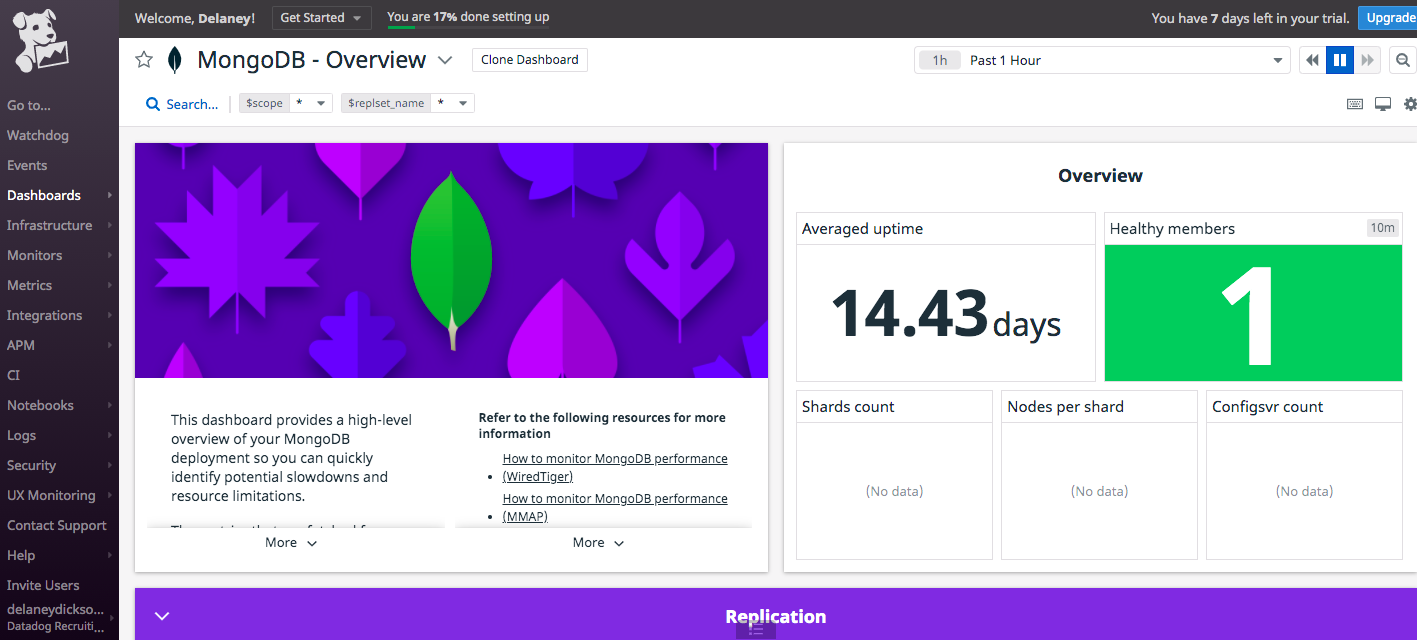 Welcome, Delaney!
Get Started
You are 17% done setting up
You have 7 days left in your trial.
Upgrade
MongoDB - Overview
Clone Dashboard
1h Past 1 Hour
Search...
$scope *
$replset_name *
Go to...
Watchdog
Events
Dashboards
Infrastructure
Monitors
Metrics
Integrations
APM
CI
Notebooks
Logs
Security
UX Monitoring
Contact Support
Help
Invite Users
delaneydickso...
Datadog Recruiti...
This dashboard provides a high-level
overview of your MongoDB
deployment so you can quickly
identify potential slowdowns and
resource limitations.
More
Refer to the following resources for more
information
How to monitor MongoDB performance
(WiredTiger)
How to monitor MongoDB performance
(MMAP)
More
Overview
Averaged uptime
14.43 days
Healthy members
10m
1
Shards count
(No data)
Nodes per shard
(No data)
Configsvr count
(No data)
Replication